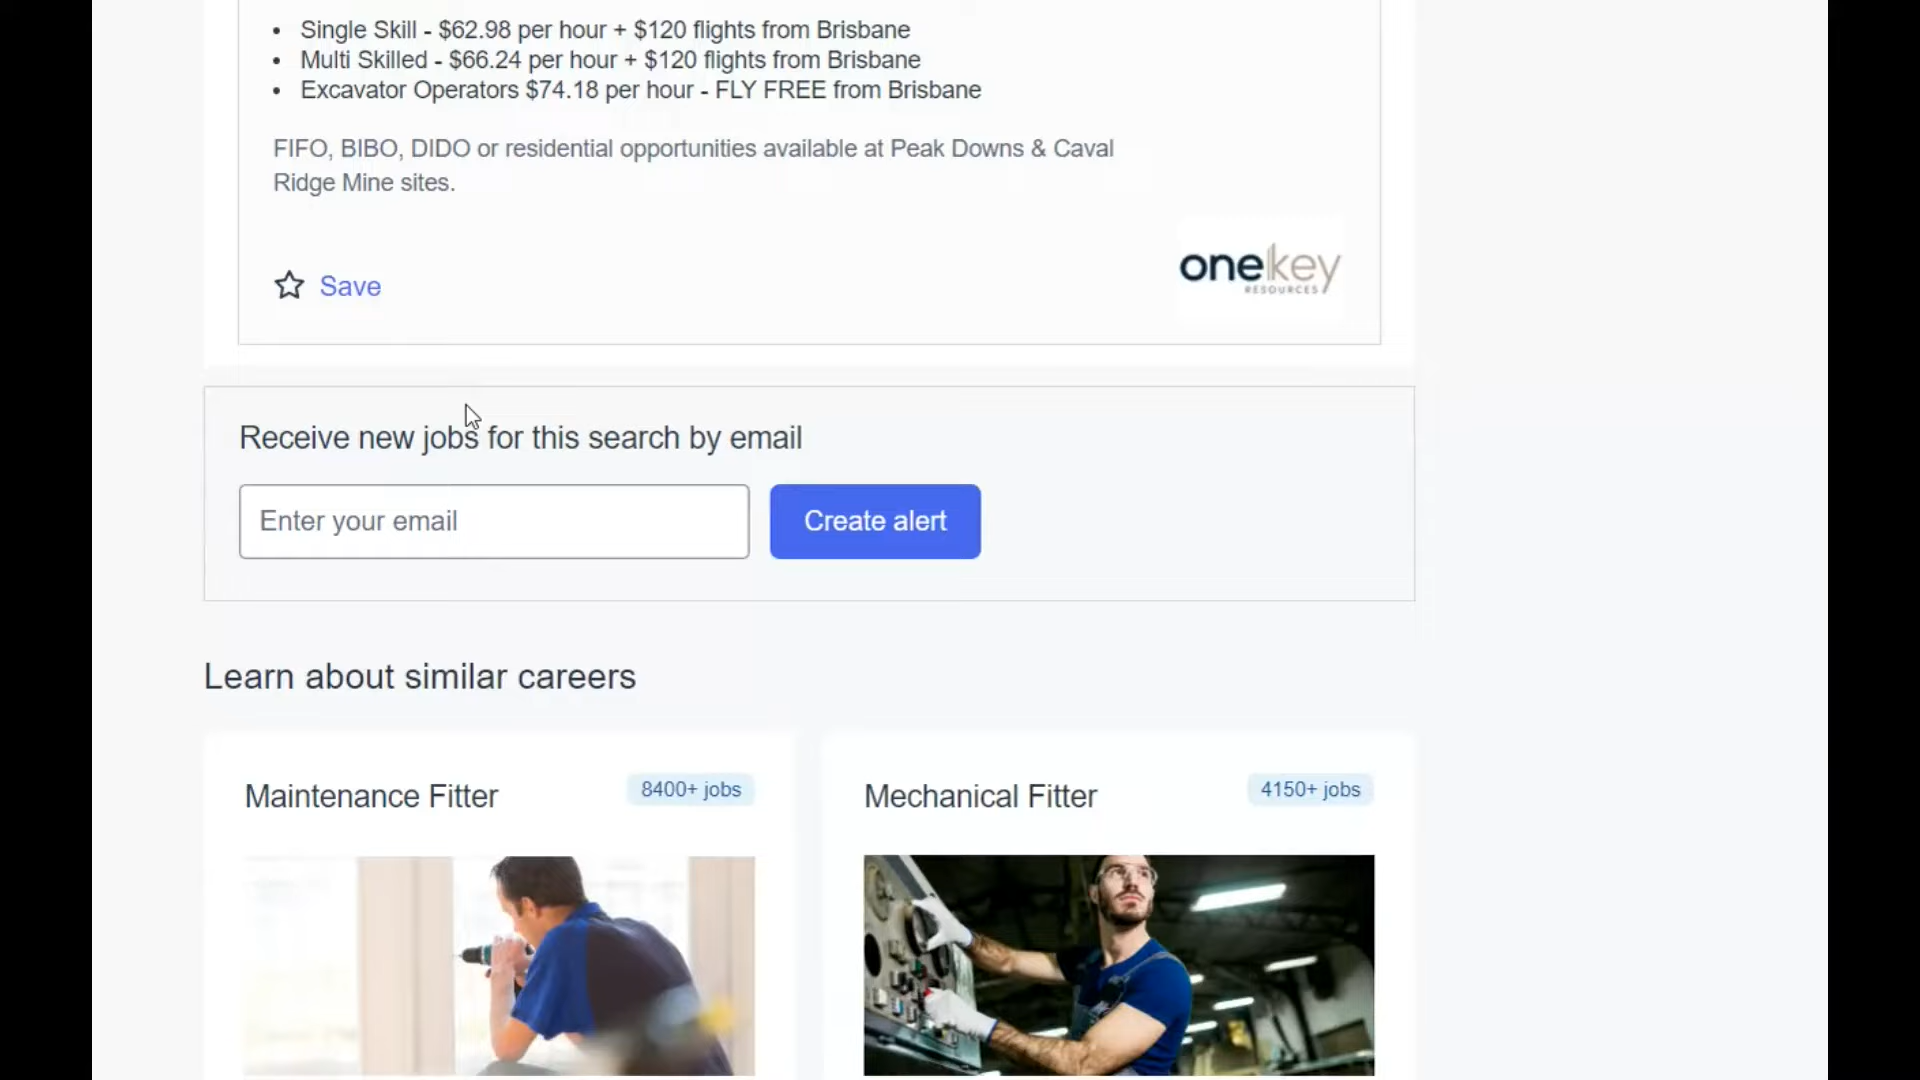 • Single Skill - $62.98 per hour + $120 flights from Brisbane
• Multi Skilled - $66.24 per hour + $120 flights from Brisbane
• Excavator Operators $74.18 per hour - FLY FREE from Brisbane
FIFO, BIBO, DIDO or residential opportunities available at Peak Downs & Caval
Ridge Mine sites.
onekey
RESOURCES
Save
Receive new jobs for this search by email
Enter your email
Create alert
Learn about similar careers
Maintenance Fitter
8400+ jobs
Mechanical Fitter
4150+ jobs